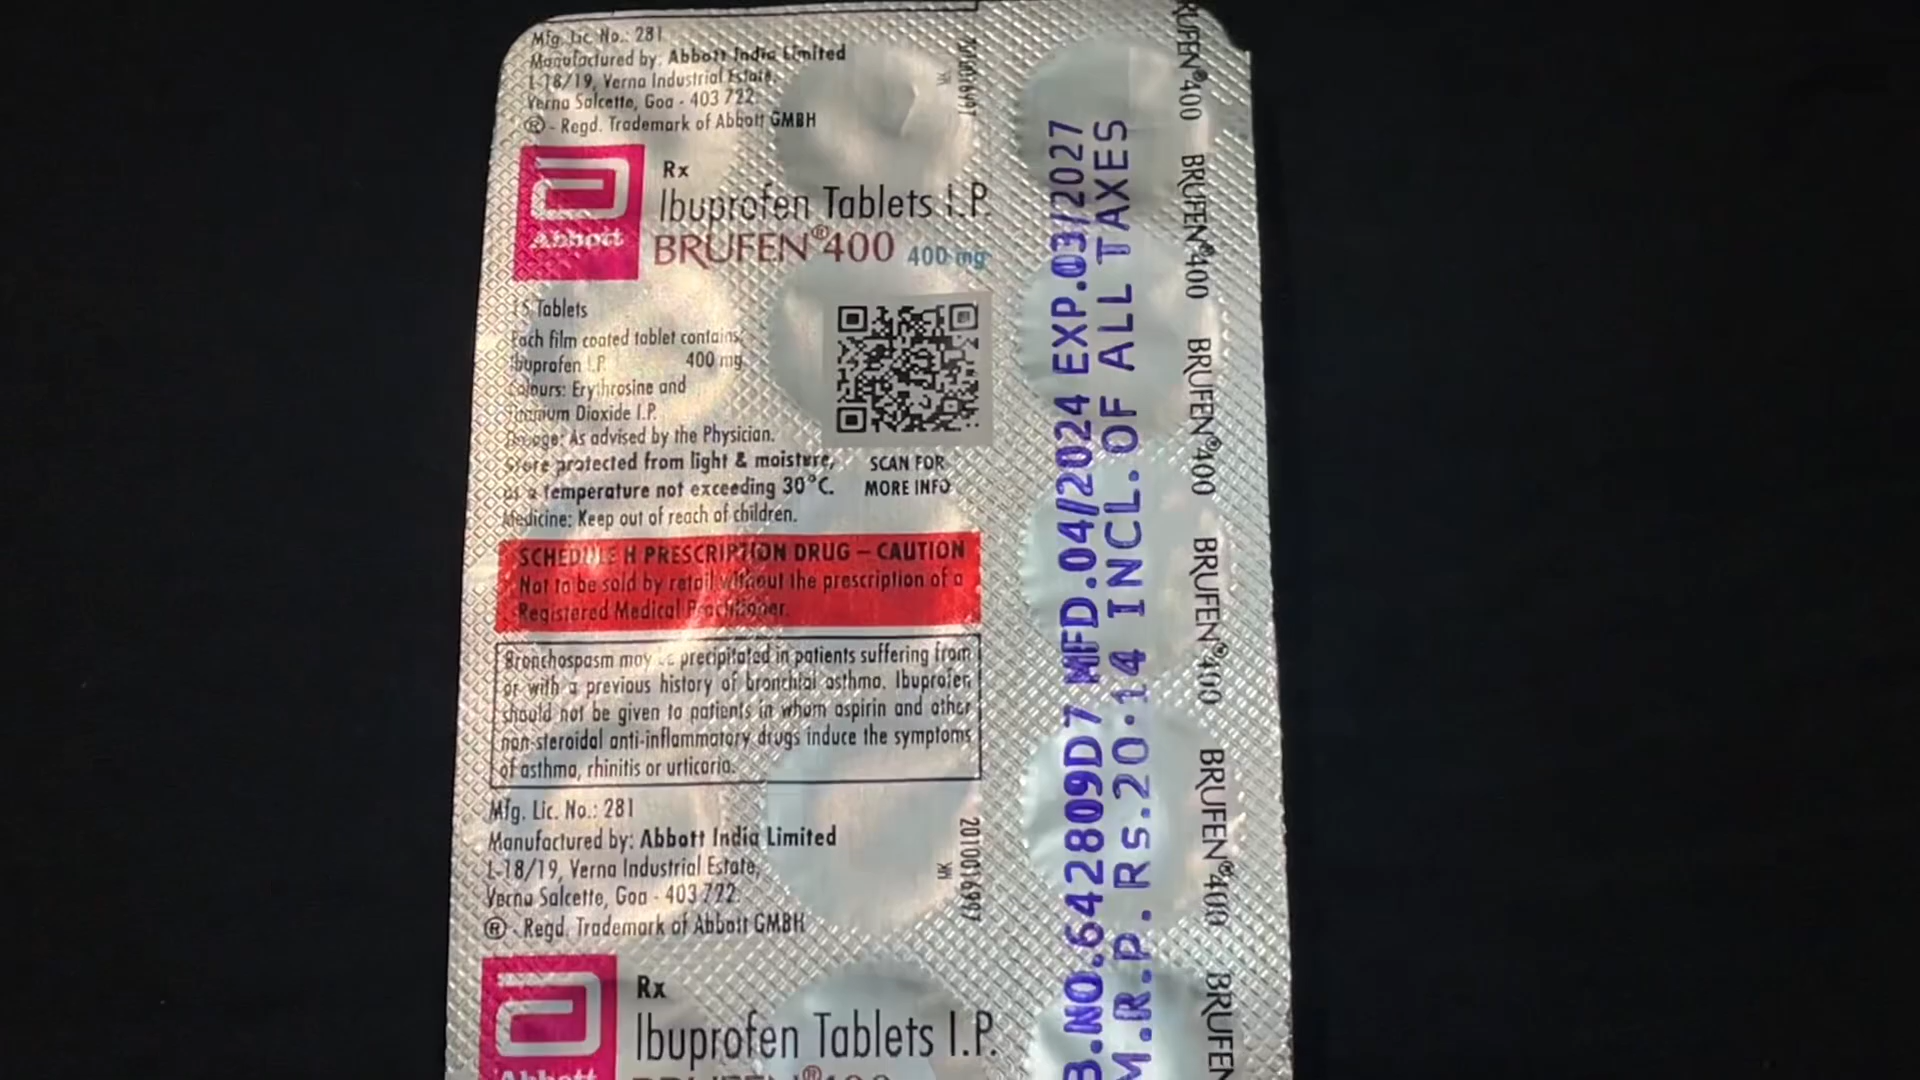 Mfg. Lic. No.: 281
Manufactured by: Abbott India Limited
L-18/19, Verna Industrial Estate,
Verna Salcette, Goa - 403 722.
® - Regd. Trademark of Abbott GMBH
Abbott
Rx
Ibuprofen Tablets I.P.
BRUFEN®400 400 mg
15 Tablets
Each film coated tablet contains:
Ibuprofen I.P. 400 mg
Colours: Erythrosine and
Titanium Dioxide I.P.
Dosage: As advised by the Physician.
Store protected from light & moisture,
at a temperature not exceeding 30°C.
Medicine: Keep out of reach of children.
SCAN FOR
MORE INFO
SCHEDULE H PRESCRIPTION DRUG – CAUTION
Not to be sold by retail without the prescription of a
Registered Medical Practitioner.
Bronchospasm may be precipitated in patients suffering from
or with a previous history of bronchial asthma. Ibuprofen
should not be given to patients in whom aspirin and other
non-steroidal anti-inflammatory drugs induce the symptoms
of asthma, rhinitis or urticaria.
Mfg. Lic. No.: 281
Manufactured by: Abbott India Limited
L-18/19, Verna Industrial Estate,
Verna Salcette, Goa - 403 722.
® - Regd. Trademark of Abbott GMBH
2010016997
Abbott
Rx
Ibuprofen Tablets I.P.
BRUFEN®400
B.NO.642809D7 MFD.04/2024 EXP.03/2027
M.R.P. Rs.20.14 INCL.OF ALL TAXES
BRUFEN®400
BRUFEN®400
BRUFEN®400
BRUFEN®400
BRUFEN®400
BRUFEN